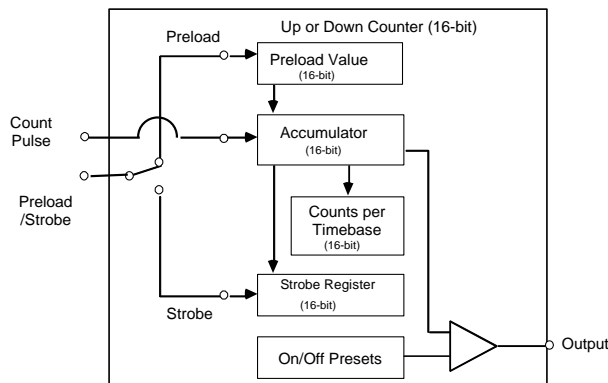 Up or Down Counter (16-bit)
Preload
Preload Value
(16-bit)
Count
Pulse
Accumulator
(16-bit)
Preload
/Strobe
Counts per
Timebase
(16-bit)
Strobe Register
(16-bit)
Strobe
On/Off Presets
Output